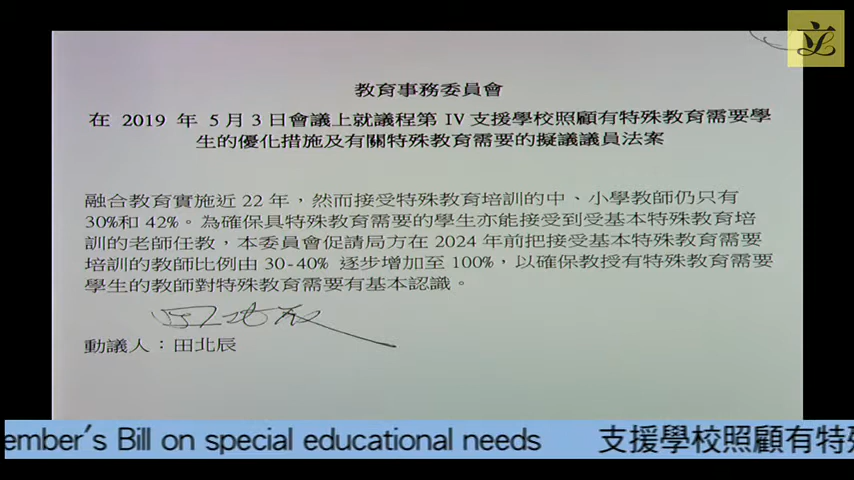 教育事務委員會
在 2019 年 5 月 3 日會議上就議程第 IV 支援學校照顧有特殊教育需要學
生的優化措施及有關特殊教育需要的擬議議員法案
融合教育實施近 22 年，然而接受特殊教育培訓的中、小學教師仍只有
30%和 42%。為確保具特殊教育需要的學生亦能接受到受基本特殊教育培
訓的老師任教，本委員會促請局方在 2024 年前把接受基本特殊教育需要
培訓的教師比例由 30-40% 逐步增加至 100%，以確保教授有特殊教育需要
學生的教師對特殊教育需要有基本認識。
田北辰
動議人：田北辰
ember's Bill on special educational needs 支援學校照顧有特